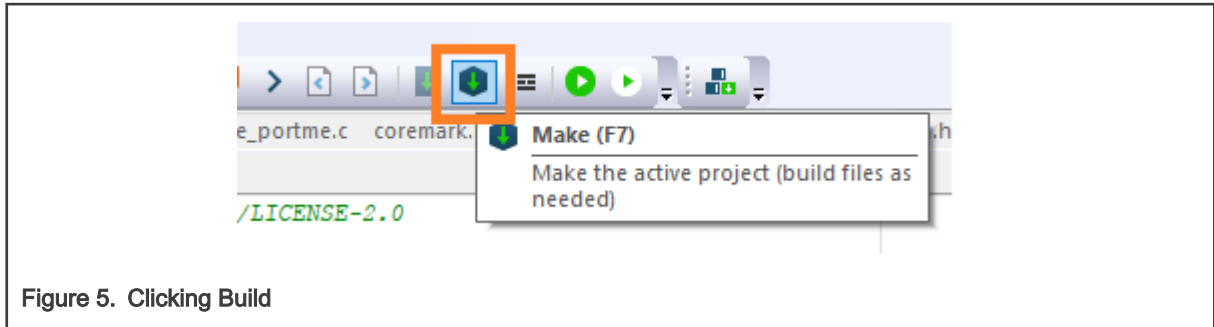 e_portme.c coremark. .h
Make (F7)
Make the active project (build files as
needed)
/LICENSE-2.0
Figure 5. Clicking Build